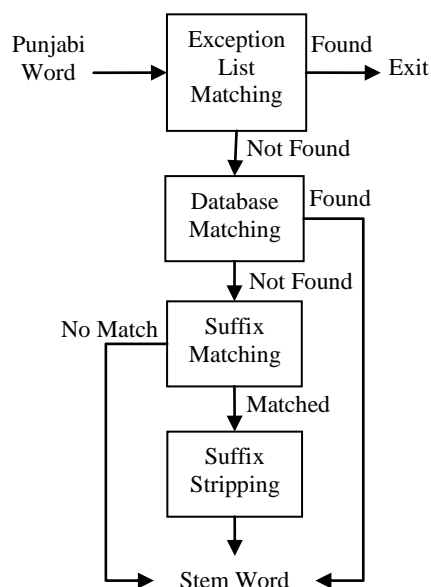 Punjabi
Word
Exception
List
Matching
Found
Exit
Not Found
Database
Matching
Found
Not Found
No Match
Suffix
Matching
Matched
Suffix
Stripping
Stem Word